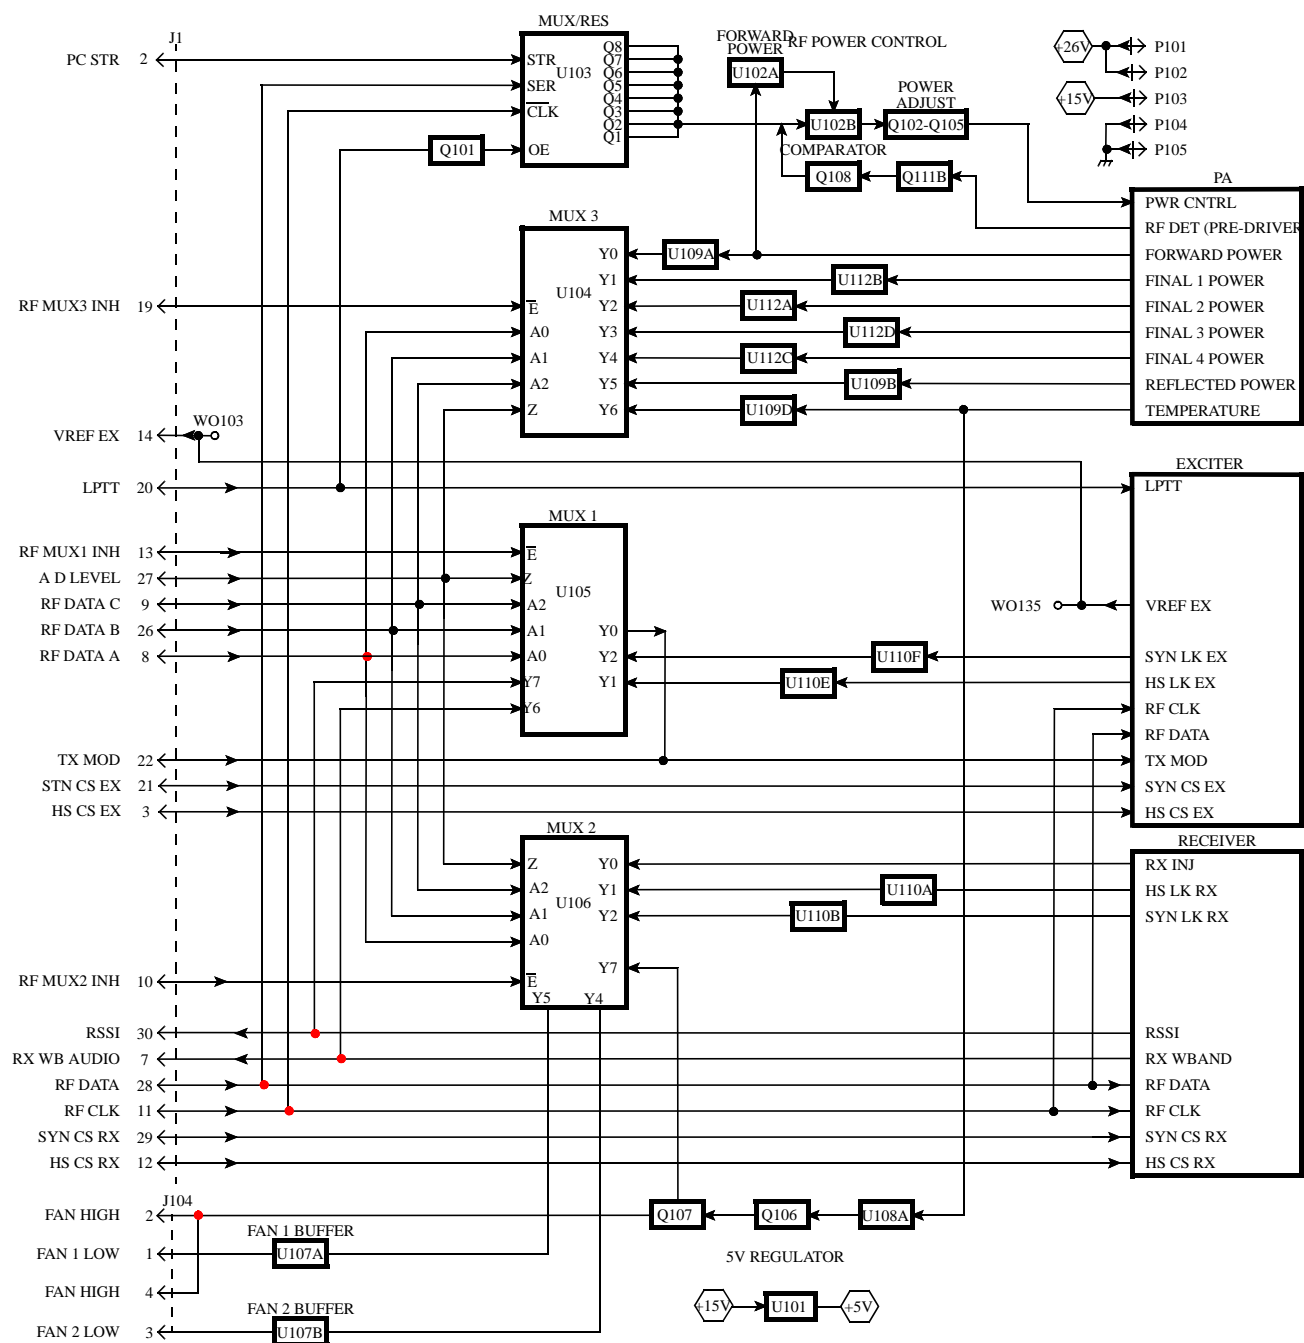 MUX/RES
J1
FORWARD
POWER
RF POWER CONTROL
PC STR 2
STR
SER
CLK
OE
U103
Q8
Q7
Q6
Q5
Q4
Q3
Q2
Q1
U102A
U102B
POWER
ADJUST
Q102-Q105
+26V
P101
P102
+15V
P103
P104
P105
Q101
COMPARATOR
Q108
Q111B
PA
PWR CNTRL
RF DET (PRE-DRIVER
FORWARD POWER
FINAL 1 POWER
FINAL 2 POWER
FINAL 3 POWER
FINAL 4 POWER
REFLECTED POWER
TEMPERATURE
MUX 3
U104
E
A0
A1
A2
Z
Y0
Y1
Y2
Y3
Y4
Y5
Y6
U109A
U112B
U112A
U112D
U112C
U109B
U109D
RF MUX3 INH 19
WO103
VREF EX 14
LPTT 20
EXCITER
LPTT
VREF EX
SYN LK EX
HS LK EX
RF CLK
RF DATA
TX MOD
SYN CS EX
HS CS EX
WO135
MUX 1
U105
E
Z
A2
A1
A0
Y7
Y6
Y0
Y2
Y1
U110F
U110E
RF MUX1 INH 13
A D LEVEL 27
RF DATA C 9
RF DATA B 26
RF DATA A 8
TX MOD 22
STN CS EX 21
HS CS EX 3
MUX 2
U106
Z
A2
A1
A0
E
Y0
Y1
Y2
Y7
Y5
Y4
U110A
U110B
RECEIVER
RX INJ
HS LK RX
SYN LK RX
RSSI
RX WBAND
RF DATA
RF CLK
SYN CS RX
HS CS RX
RF MUX2 INH 10
RSSI 30
RX WB AUDIO 7
RF DATA 28
RF CLK 11
SYN CS RX 29
HS CS RX 12
J104
FAN HIGH 2
Q107
Q106
U108A
FAN 1 BUFFER
FAN 1 LOW 1
U107A
5V REGULATOR
FAN HIGH 4
+15V
U101
+5V
FAN 2 BUFFER
FAN 2 LOW 3
U107B